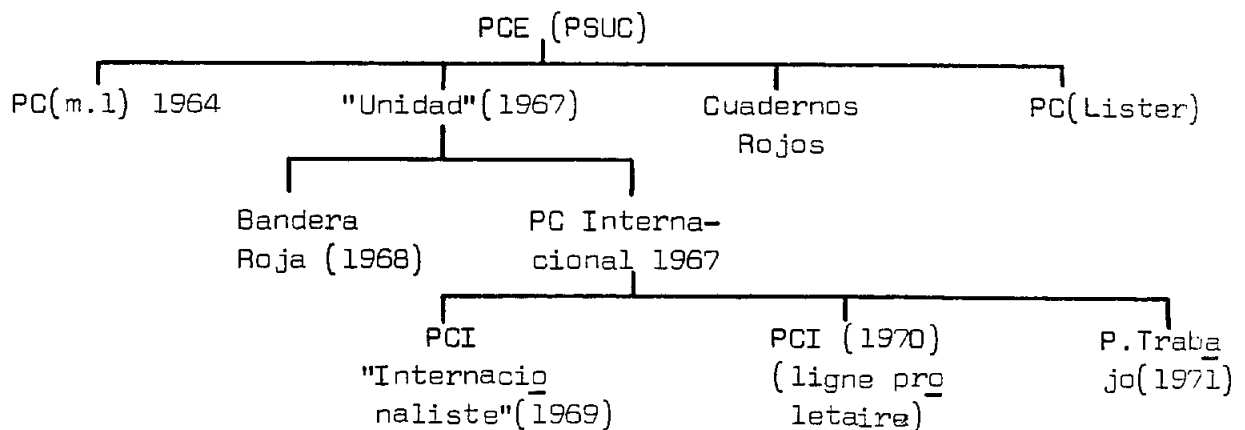 PCE (PSUC)
PC(m.l) 1964
"Unidad"(1967)
Cuadernos
Rojos
PC(Lister)
Bandera
Roja (1968)
PC Interna-
cional 1967
PCI
"Internacio
naliste"(1969)
PCI (1970)
(ligne pro
letaire)
P.Traba
jo(1971)